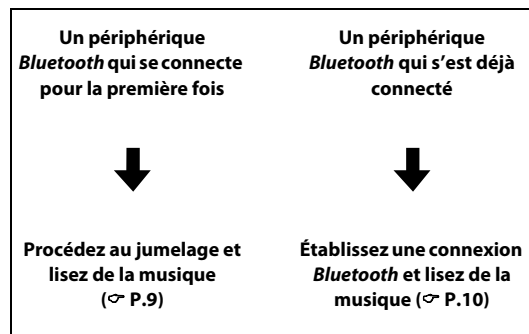 Un périphérique
Bluetooth qui se connecte
pour la première fois
Procédez au jumelage et
lisez de la musique
(☞ P.9)
Un périphérique
Bluetooth qui s’est déjà
connecté
Établissez une connexion
Bluetooth et lisez de la
musique (☞ P.10)